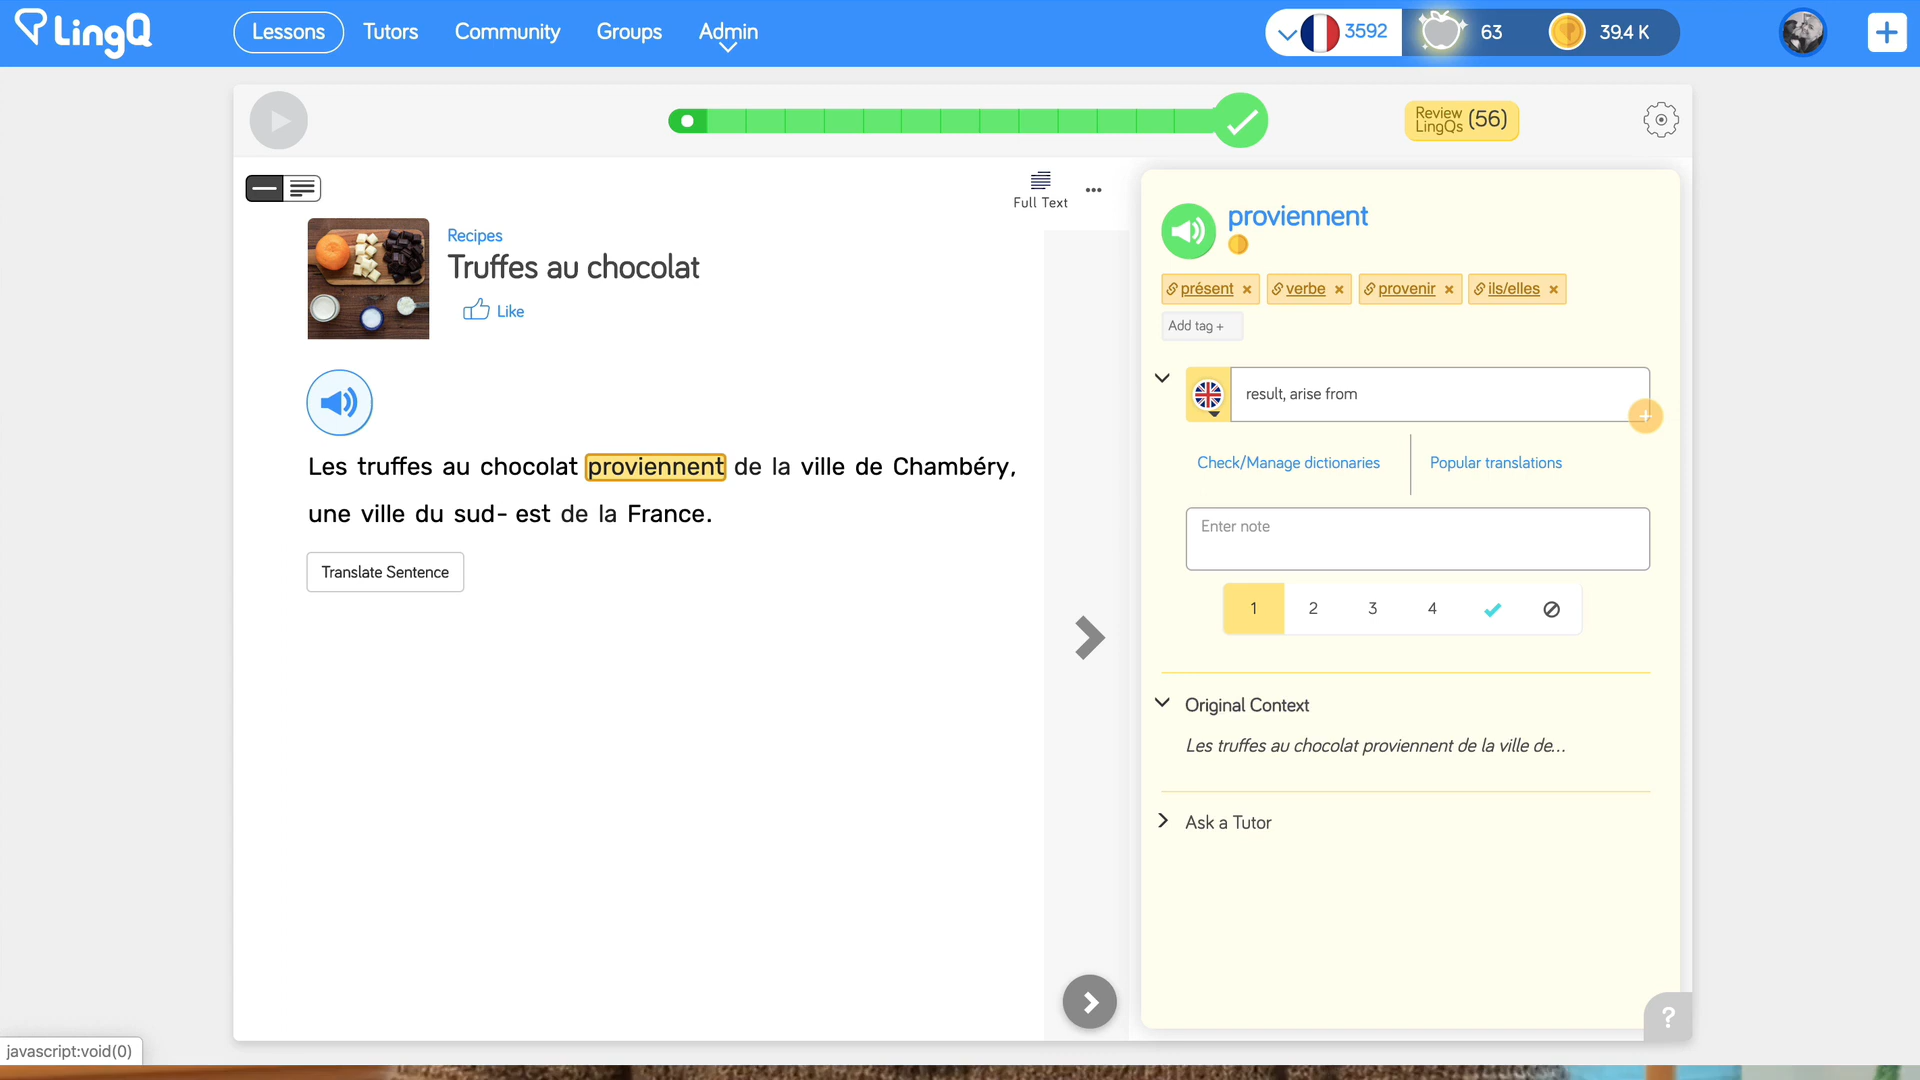 LingQ
Lessons
Tutors
Community
Groups
Admin
3592
63
39.4 K
Review LingQs (56)
Full Text
Recipes
Truffes au chocolat
Like
Les truffes au chocolat proviennent de la ville de Chambéry,
une ville du sud- est de la France.
Translate Sentence
proviennent
présent × verbe × provenir × ils/elles ×
Add tag +
result, arise from
Check/Manage dictionaries
Popular translations
Enter note
1 2 3 4
Original Context
Les truffes au chocolat proviennent de la ville de...
Ask a Tutor
?
javascript:void(0)